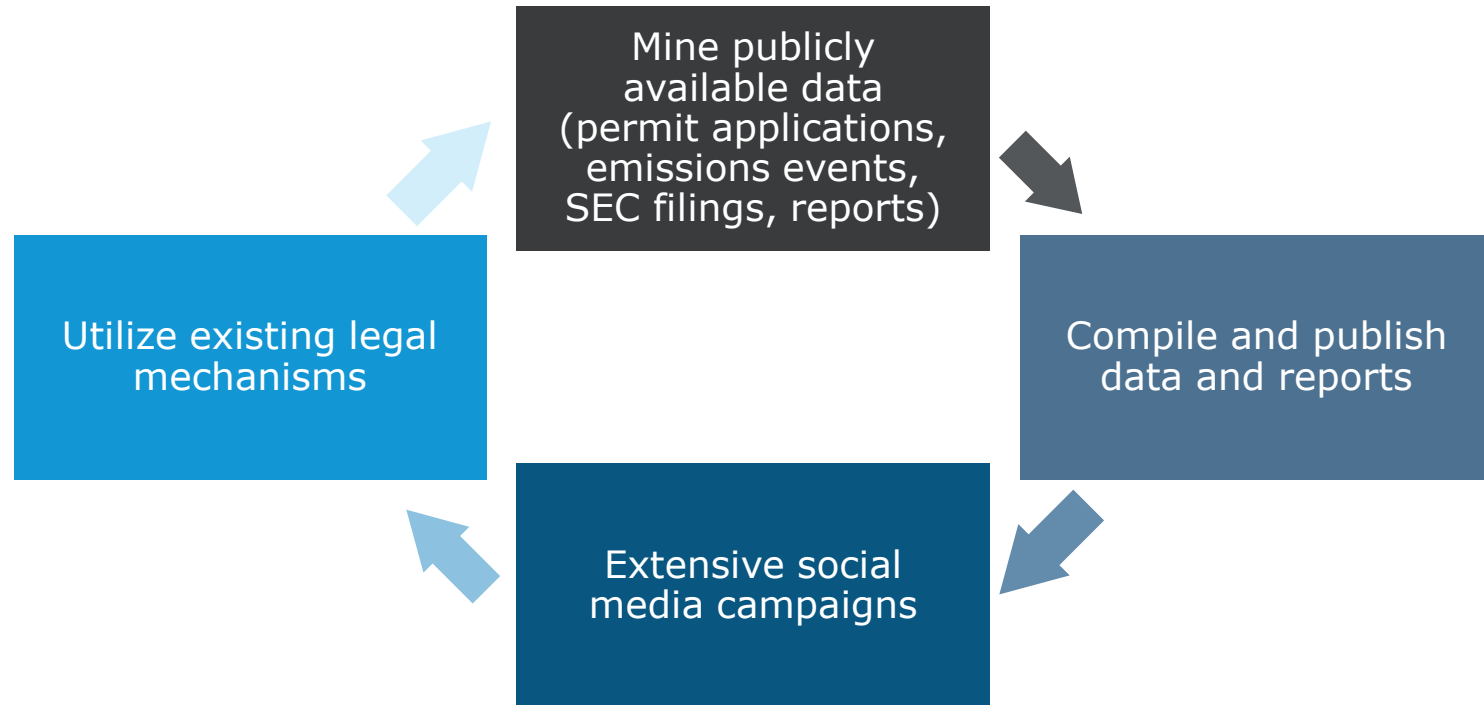 Mine publicly
available data
(permit applications,
emissions events,
SEC filings, reports)
Compile and publish
data and reports
Extensive social
media campaigns
Utilize existing legal
mechanisms